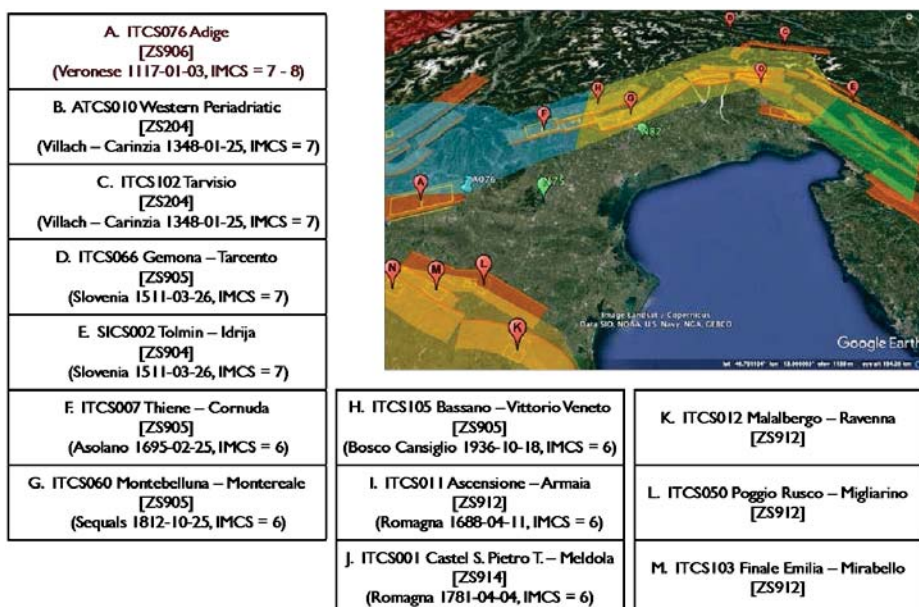 A. ITCS076 Adige
[ZS906]
(Veronese 1117-01-03, IMCS = 7 - 8)
B. ATCS010 Western Periadriatic
[ZS204]
(Villach – Carinzia 1348-01-25, IMCS = 7)
C. ITCS102 Tarvisio
[ZS204]
(Villach – Carinzia 1348-01-25, IMCS = 7)
D. ITCS066 Gemona – Tarcento
[ZS905]
(Slovenia 1511-03-26, IMCS = 7)
E. SICS002 Tolmin – Idrija
[ZS904]
(Slovenia 1511-03-26, IMCS = 7)
F. ITCS007 Thiene – Cornuda
[ZS905]
(Asolano 1695-02-25, IMCS = 6)
G. ITCS060 Montebelluna – Montereale
[ZS905]
(Sequals 1812-10-25, IMCS = 6)
H
F
G
D
E
A
A076
N
M
L
K
Image Landsat / Copernicus
Data SIO, NOAA, U.S. Navy, NGA, GEBCO
Google Earth
H. ITCS105 Bassano – Vittorio Veneto
[ZS905]
(Bosco Cansiglio 1936-10-18, IMCS = 6)
I. ITCS011 Ascensione – Armaia
[ZS912]
(Romagna 1688-04-11, IMCS = 6)
J. ITCS001 Castel S. Pietro T. – Meldola
[ZS914]
(Romagna 1781-04-04, IMCS = 6)
K. ITCS012 Malalbergo – Ravenna
[ZS912]
L. ITCS050 Poggio Rusco – Migliarino
[ZS912]
M. ITCS103 Finale Emilia – Mirabello
[ZS912]